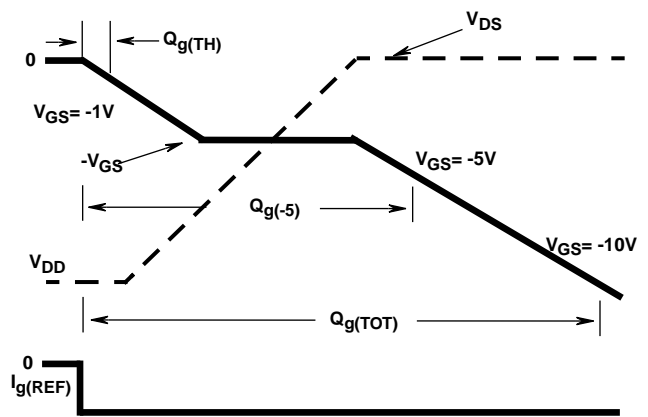 V_DS
Q_g(TH)
0
V_GS= -1V
-V_GS
V_GS= -5V
Q_g(-5)
V_GS= -10V
V_DD
Q_g(TOT)
0
I_g(REF)